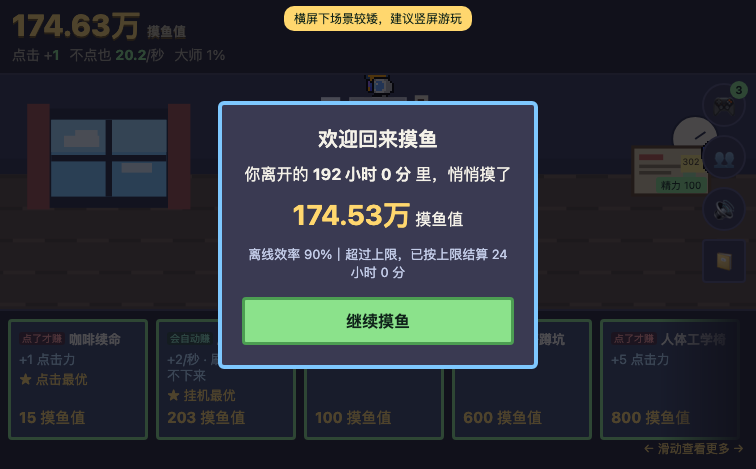 174.63万 摸鱼值
点击 +1 不点也 20.2/秒 大师 1%
横屏下场景较矮，建议竖屏游玩
3
302
精力 100
欢迎回来摸鱼
你离开的 192 小时 0 分 里，悄悄摸了
174.53万 摸鱼值
离线效率 90%｜超过上限，已按上限结算 24
小时 0 分
继续摸鱼
点了才赚 咖啡续命
+1 点击力
★ 点击最优
15 摸鱼值
会自动赚
+2/秒 ·
不下来
★ 挂机最优
203 摸鱼值
100 摸鱼值
蹲坑
600 摸鱼值
点了才赚 人体工学椅
+5 点击力
800 摸鱼值
← 滑动查看更多 →